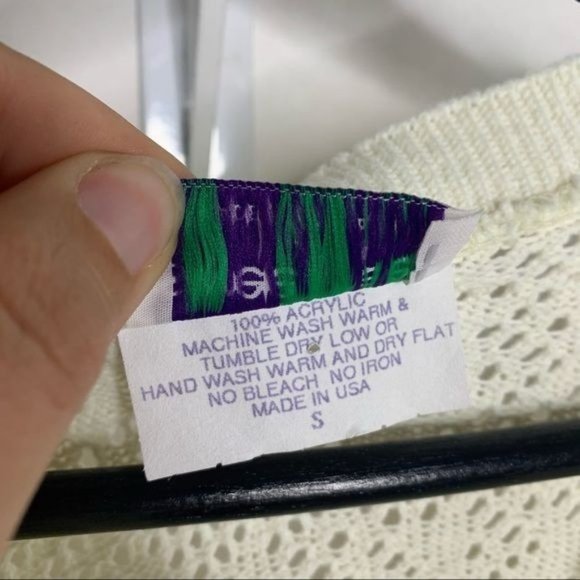 100% ACRYLIC
MACHINE WASH WARM &
TUMBLE DRY LOW OR
HAND WASH WARM AND DRY FLAT
NO BLEACH NO IRON
MADE IN USA
S